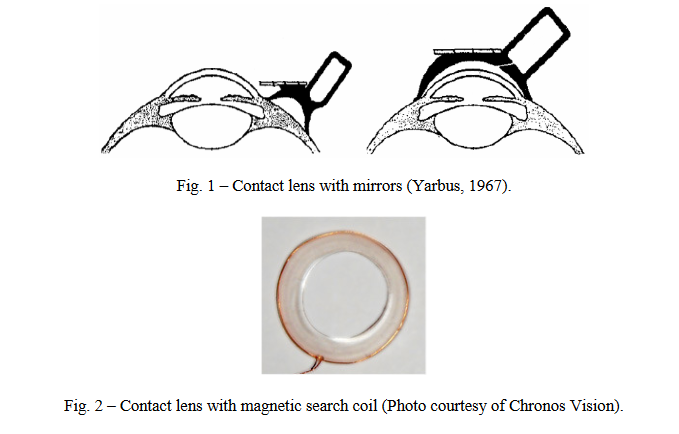 Fig. 1 – Contact lens with mirrors (Yarbus, 1967).
Fig. 2 – Contact lens with magnetic search coil (Photo courtesy of Chronos Vision).